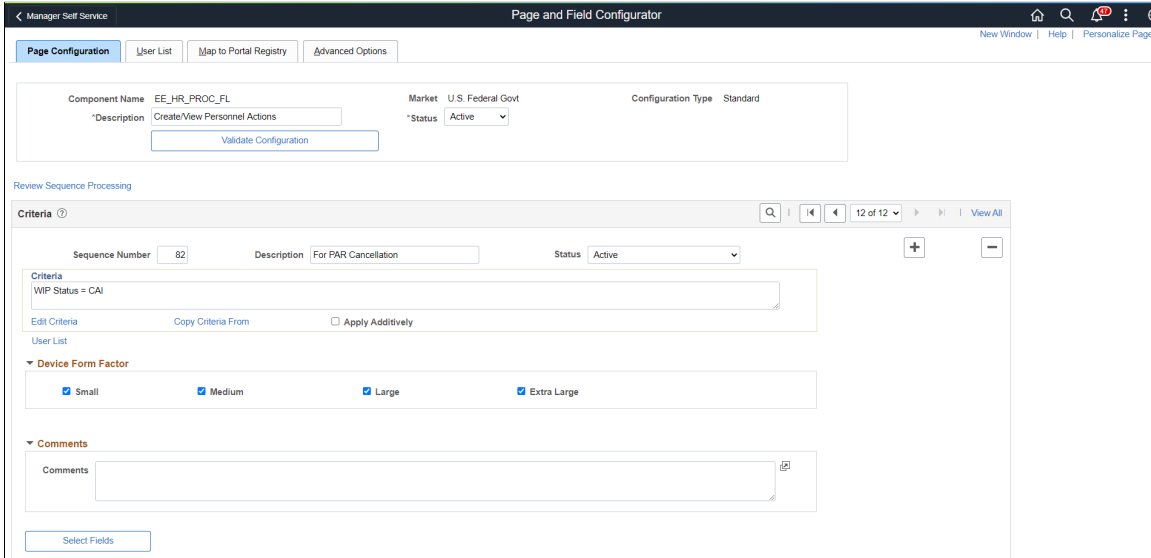 Manager Self Service
Page and Field Configurator
47
New Window | Help | Personalize Page
Page Configuration
User List
Map to Portal Registry
Advanced Options
Component Name EE_HR_PROC_FL
Market U.S. Federal Govt
Configuration Type Standard
*Description Create/View Personnel Actions
*Status Active
Validate Configuration
Review Sequence Processing
Criteria
12 of 12
View All
Sequence Number 82
Description For PAR Cancellation
Status Active
Criteria
WIP Status = CAI
Edit Criteria
Copy Criteria From
Apply Additively
User List
Device Form Factor
Small
Medium
Large
Extra Large
Comments
Comments
Select Fields